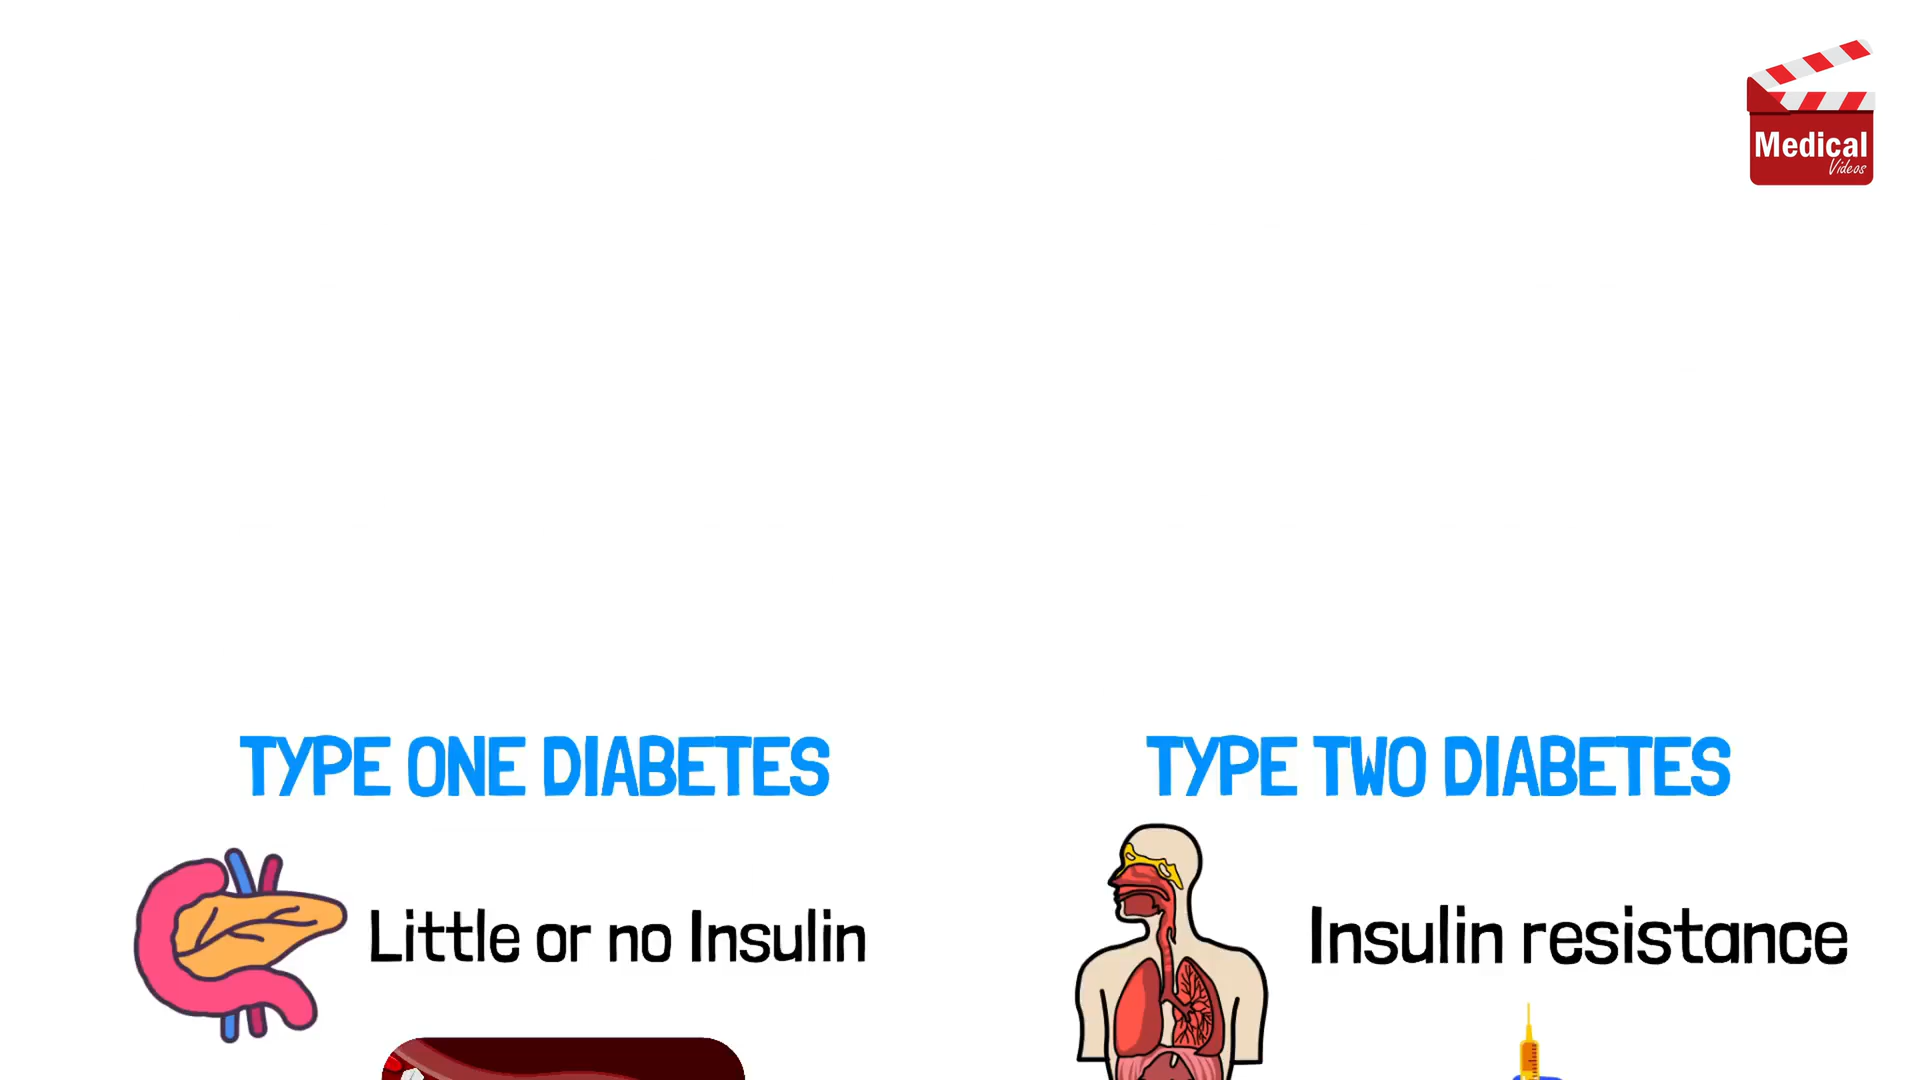 Medical
Videos
TYPE ONE DIABETES
TYPE TWO DIABETES
Little or no Insulin
Insulin resistance